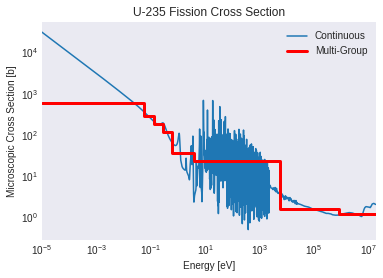 U-235 Fission Cross Section
Continuous
Multi-Group
Microscopic Cross Section [b]
10⁴
10³
10²
10¹
10⁰
10⁻⁵
10⁻³
10⁻¹
10¹
10³
10⁵
10⁷
Energy [eV]